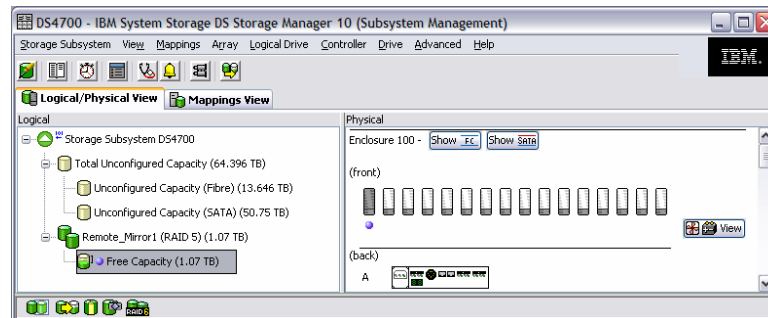 DS4700 - IBM System Storage DS Storage Manager 10 (Subsystem Management)
Storage Subsystem View Mappings Array Logical Drive Controller Drive Advanced Help
IBM.
Logical/Physical View Mappings View
Logical
Storage Subsystem DS4700
Total Unconfigured Capacity (64.396 TB)
Unconfigured Capacity (Fibre) (13.646 TB)
Unconfigured Capacity (SATA) (50.75 TB)
Remote_Mirror1 (RAID 5) (1.07 TB)
Free Capacity (1.07 TB)
Physical
Enclosure 100 - Show FC Show SATA
(front)
View
(back)
A
RAID6